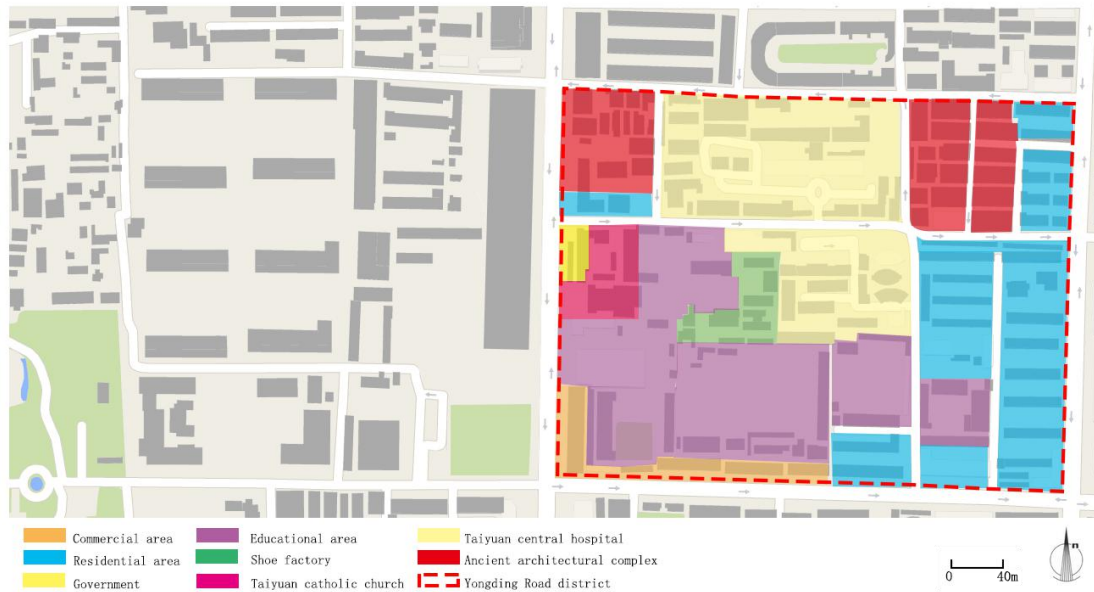 Commercial area
Educational area
Taiyuan central hospital
Residential area
Shoe factory
Ancient architectural complex
Government
Taiyuan catholic church
Yongding Road district
0 40m
n